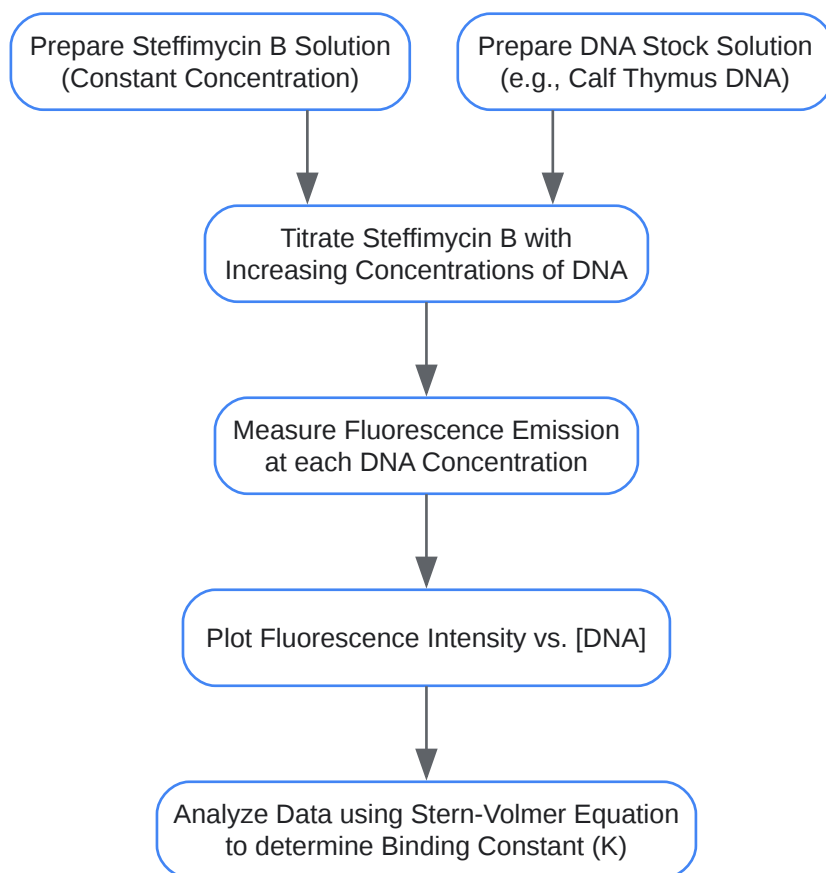 Prepare Steffimycin B Solution
(Constant Concentration)
Prepare DNA Stock Solution
(e.g., Calf Thymus DNA)
Titrate Steffimycin B with
Increasing Concentrations of DNA
Measure Fluorescence Emission
at each DNA Concentration
Plot Fluorescence Intensity vs. [DNA]
Analyze Data using Stern-Volmer Equation
to determine Binding Constant (K)